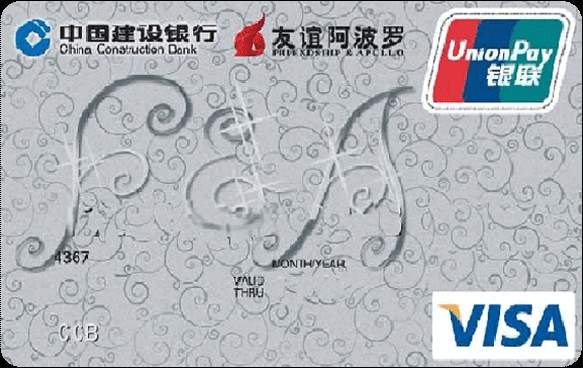 中国建设银行
China Construction Bank
友谊阿波罗
FRIENDSHIP & APOLLO
UnionPay
银联
F&A
4367
MONTH/YEAR
VALID
THRU
CCB
VISA